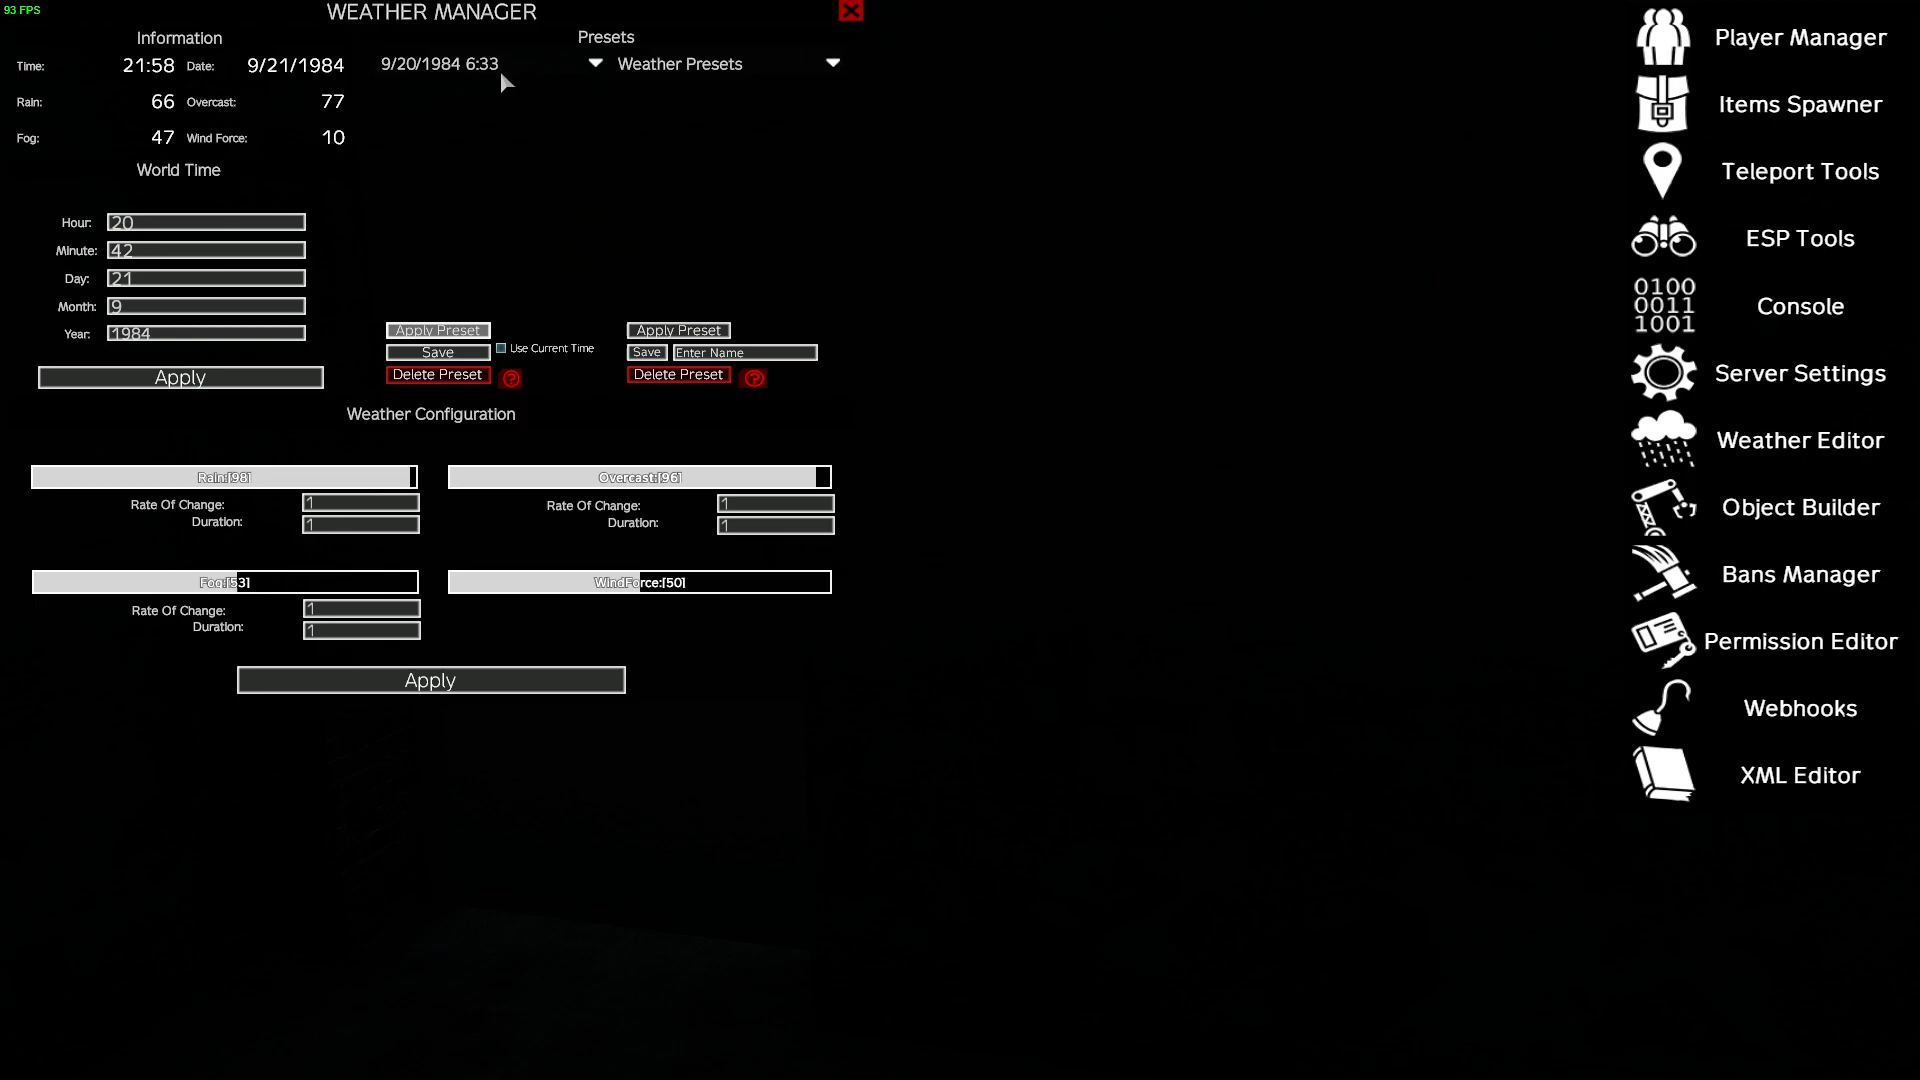 93 FPS
WEATHER MANAGER
Information
Presets
Time: 21:58 Date: 9/21/1984
9/20/1984 6:33
Weather Presets
Rain: 66 Overcast: 77
Fog: 47 Wind Force: 10
World Time
Hour: 20
Minute: 42
Day: 21
Month: 9
Year: 1984
Apply
Apply Preset
Save
Use Current Time
Delete Preset
Apply Preset
Save Enter Name
Delete Preset
Weather Configuration
Rain:[98]
Rate Of Change: 1
Duration: 1
Overcast:[96]
Rate Of Change: 1
Duration: 1
Fog:[53]
Rate Of Change: 1
Duration: 1
WindForce:[50]
Apply
Player Manager
Items Spawner
Teleport Tools
ESP Tools
0100
0011
1001
Console
Server Settings
Weather Editor
Object Builder
Bans Manager
Permission Editor
Webhooks
XML Editor